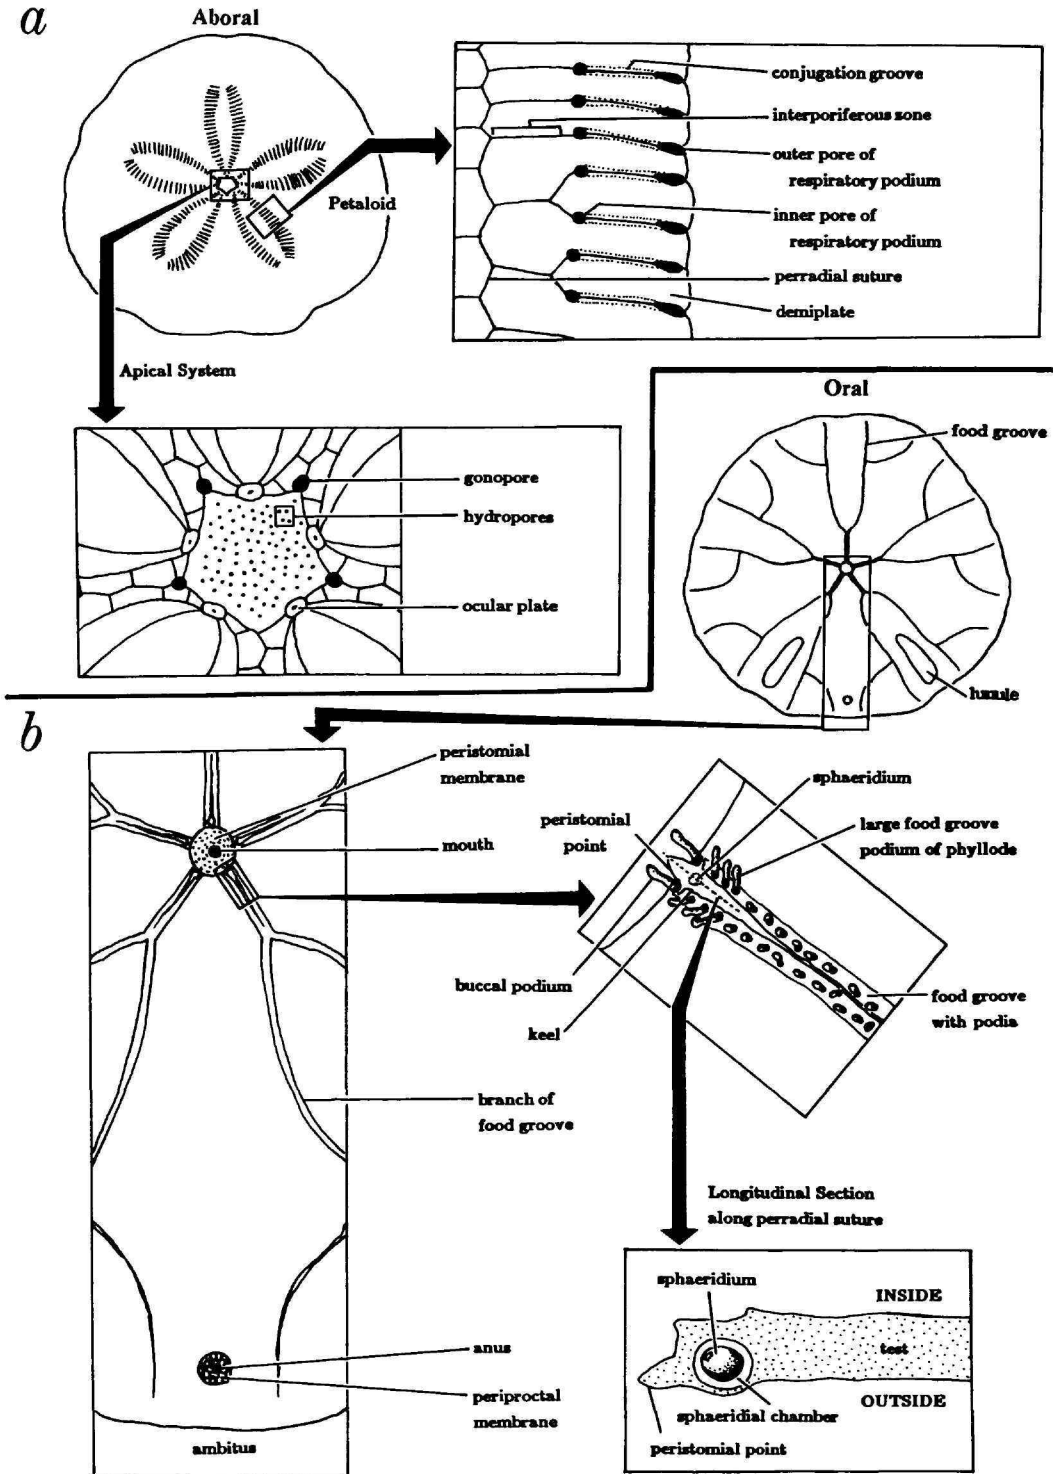 a
Aboral
Petaloid
conjugation groove
interporiferous zone
outer pore of
respiratory podium
inner pore of
respiratory podium
perradial suture
demiplate
Apical System
gonopore
hydropores
ocular plate
Oral
food groove
lunule
b
peristomial
membrane
mouth
branch of
food groove
anus
periproctal
membrane
ambitus
sphaeridium
peristomial
point
large food groove
podium of phyllode
buccal podium
keel
food groove
with podia
Longitudinal Section
along perradial suture
sphaeridium
INSIDE
test
OUTSIDE
sphaeridial chamber
peristomial point